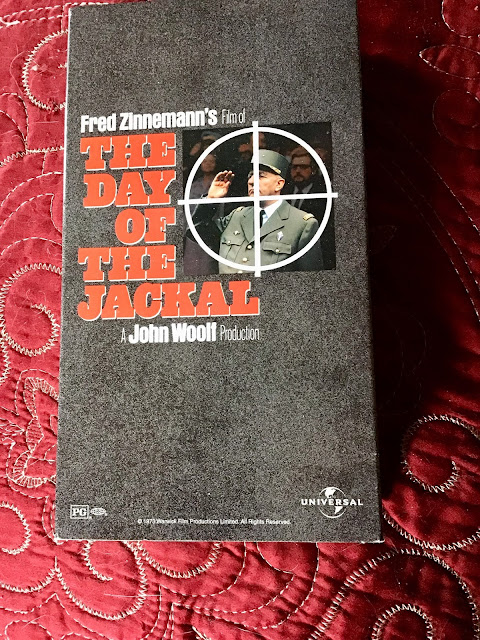 Fred Zinnemann's Film of
THE
DAY
OF
THE
JACKAL
A John Woolf Production
PG
UNIVERSAL
© 1973 Warwick Film Productions Limited. All Rights Reserved.